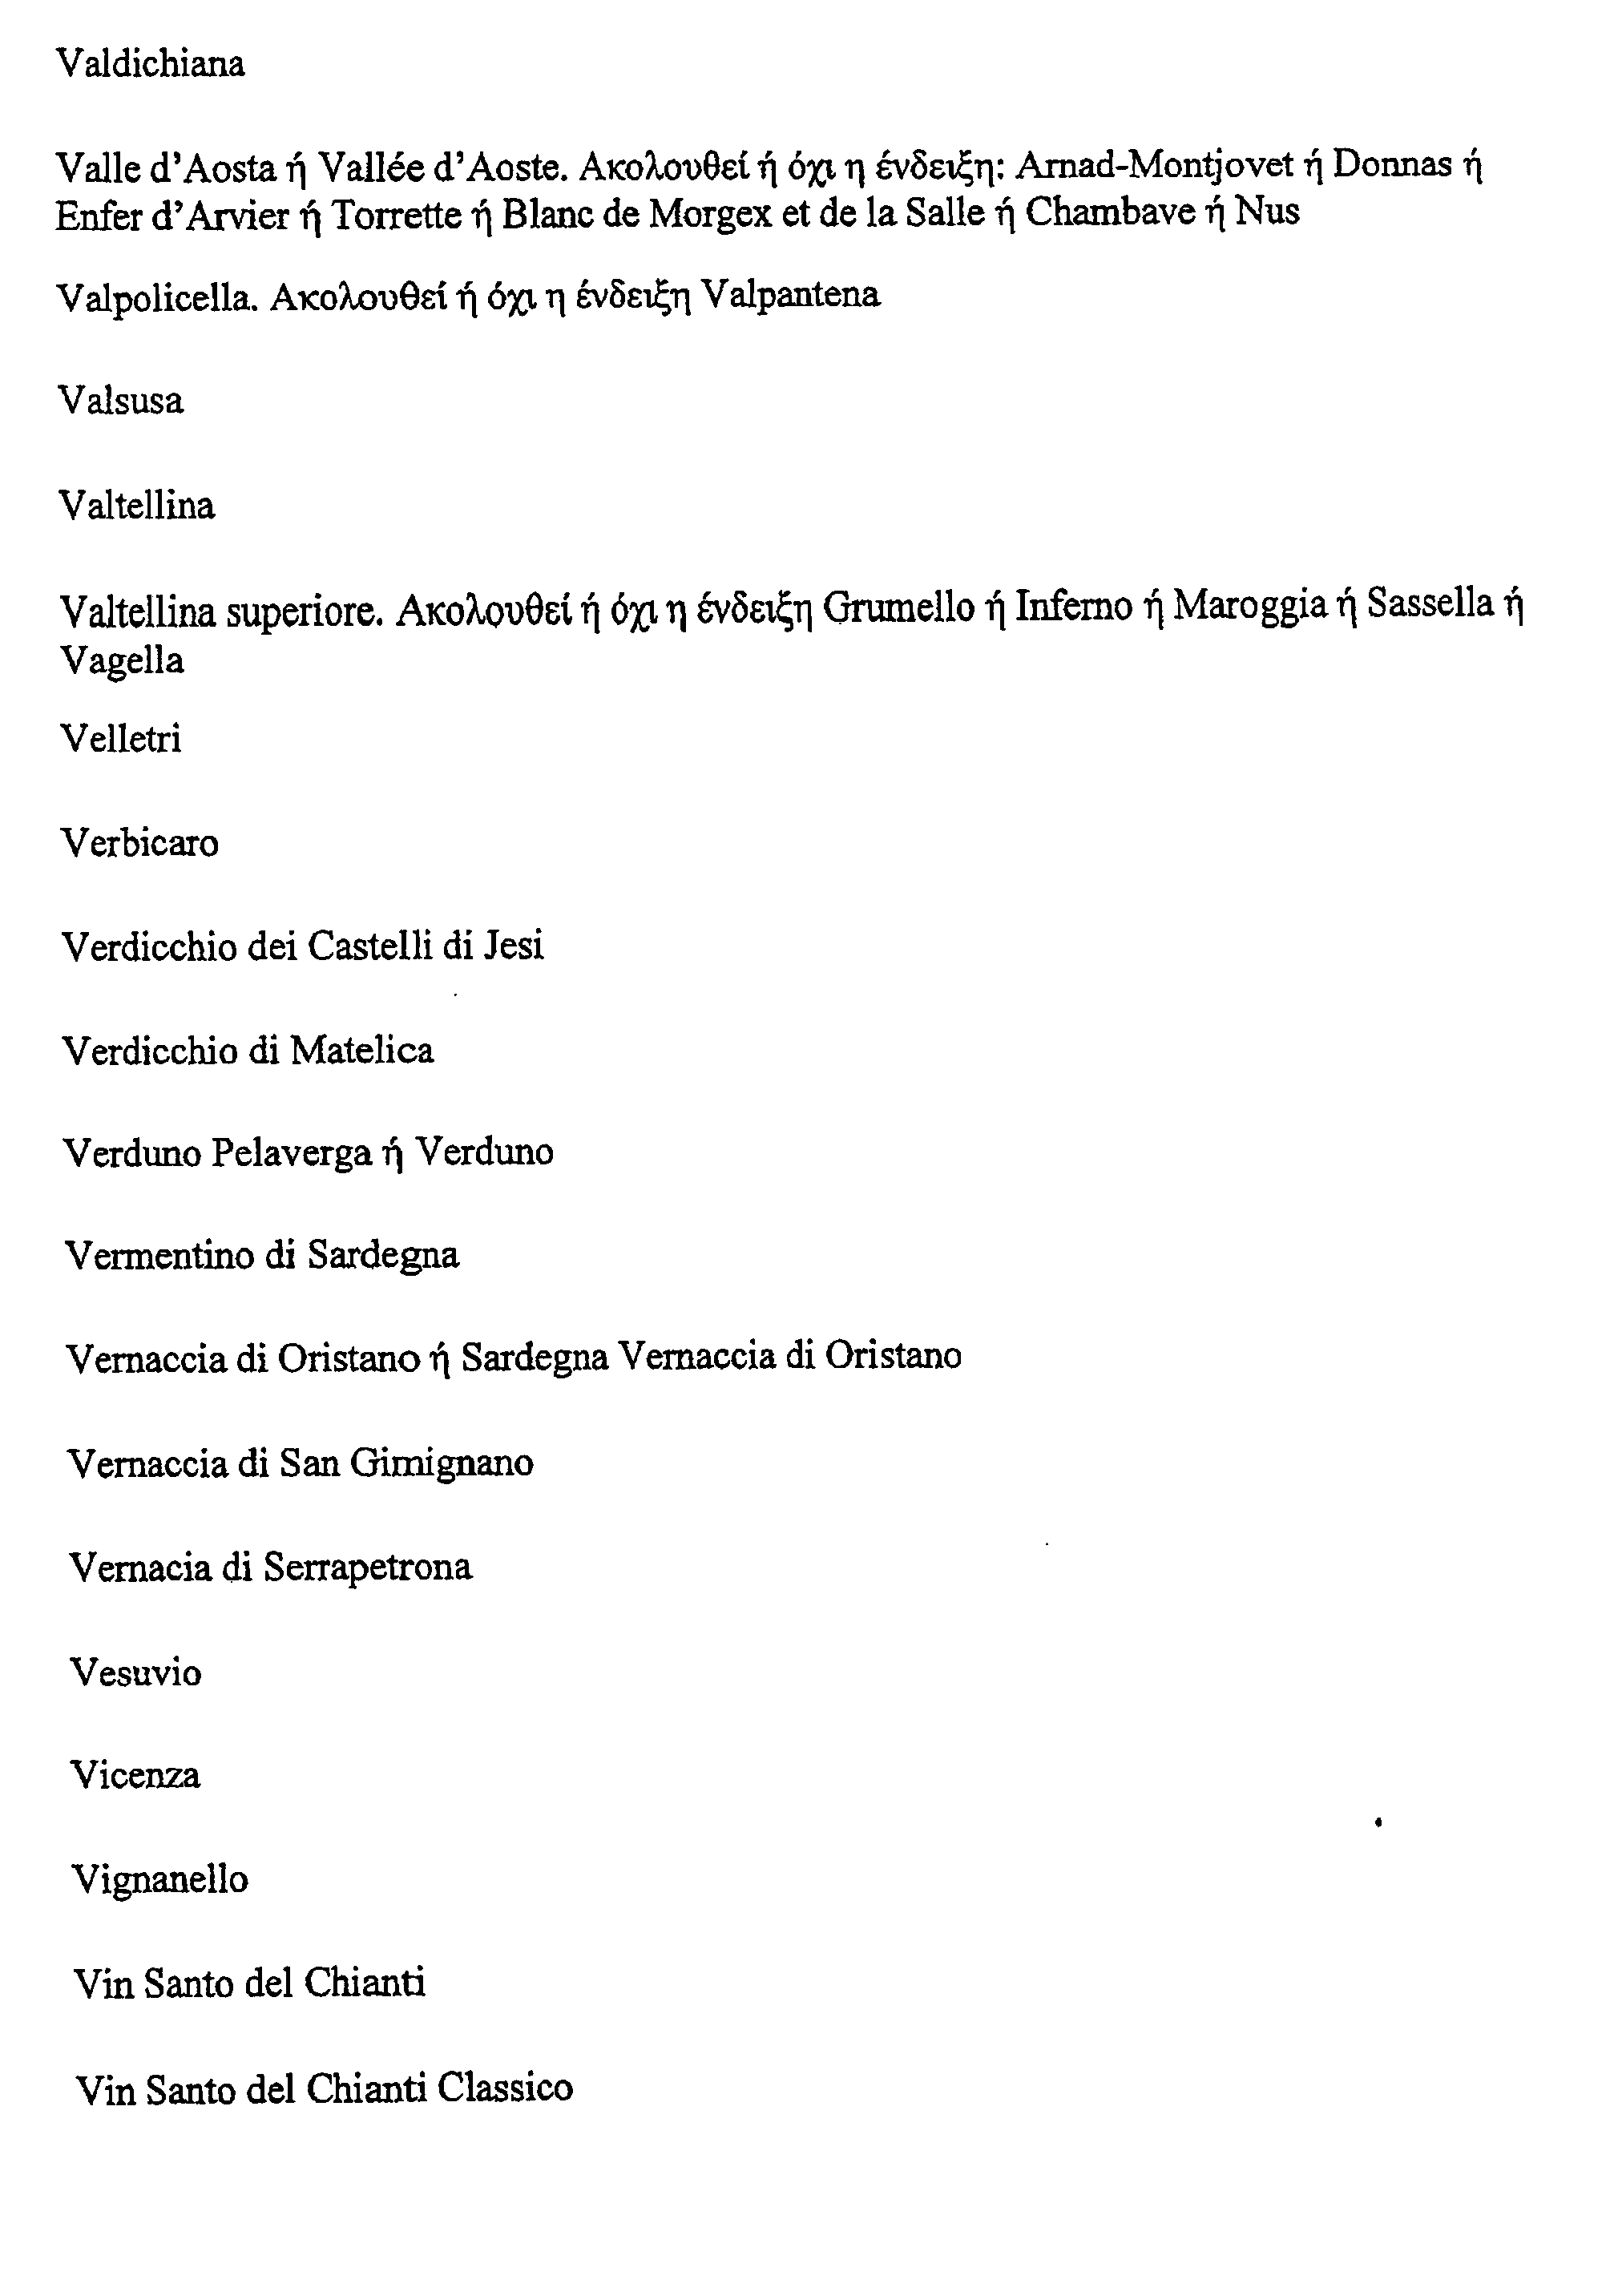 Valdichiana
Valle d’Aosta ή Vallée d’Aoste. Ακολουθεί ή όχι η ένδειξη: Arnad-Montjovet ή Donnas ή
Enfer d’Arvier ή Torrette ή Blanc de Morgex et de la Salle ή Chambave ή Nus
Valpolicella. Ακολουθεί ή όχι η ένδειξη Valpantena
Valsusa
Valtellina
Valtellina superiore. Ακολουθεί ή όχι η ένδειξη Grumello ή Inferno ή Maroggia ή Sassella ή
Vagella
Velletri
Verbicaro
Verdicchio dei Castelli di Jesi
Verdicchio di Matelica
Verduno Pelaverga ή Verduno
Vermentino di Sardegna
Vernaccia di Oristano ή Sardegna Vernaccia di Oristano
Vernaccia di San Gimignano
Vernacia di Serrapetrona
Vesuvio
Vicenza
Vignanello
Vin Santo del Chianti
Vin Santo del Chianti Classico